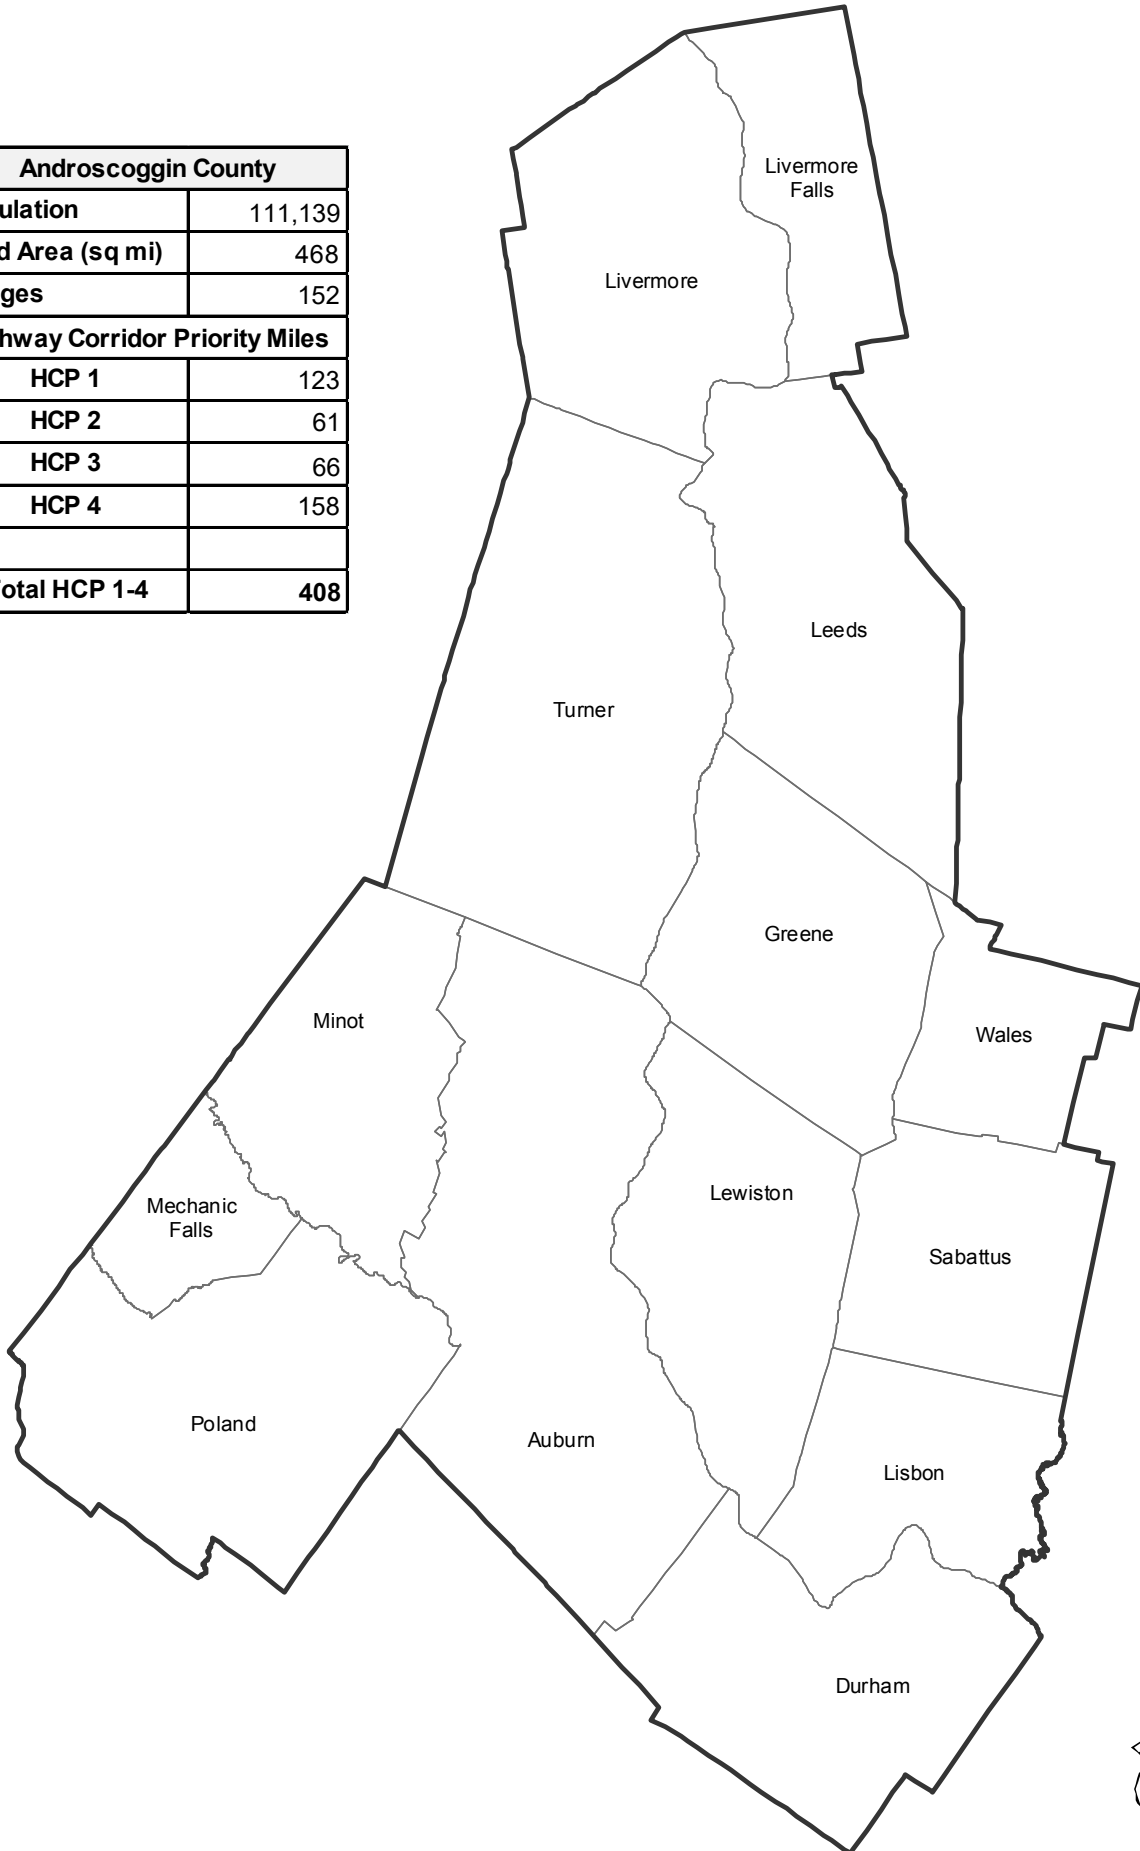 Androscoggin County
ulation 111,139
d Area (sq mi) 468
ges 152
hway Corridor Priority Miles
HCP 1 123
HCP 2 61
HCP 3 66
HCP 4 158
otal HCP 1-4 408
Livermore
Falls
Livermore
Leeds
Turner
Greene
Minot
Wales
Mechanic
Falls
Lewiston
Sabattus
Poland
Auburn
Lisbon
Durham